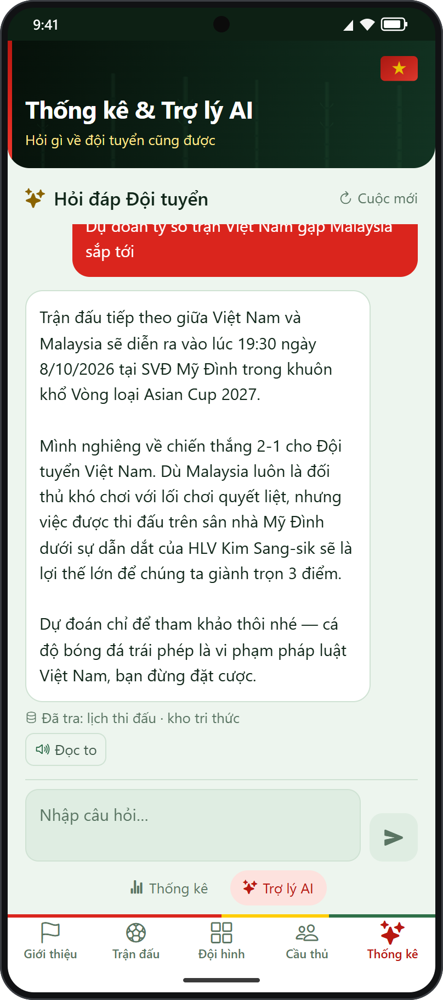 9:41
Thống kê & Trợ lý AI
Hỏi gì về đội tuyển cũng được
Hỏi đáp Đội tuyển
Cuộc mới
Dự đoán tỷ số trận Việt Nam gặp Malaysia
sắp tới
Trận đấu tiếp theo giữa Việt Nam và
Malaysia sẽ diễn ra vào lúc 19:30 ngày
8/10/2026 tại SVĐ Mỹ Đình trong khuôn
khổ Vòng loại Asian Cup 2027.
Mình nghiêng về chiến thắng 2-1 cho Đội
tuyển Việt Nam. Dù Malaysia luôn là đối
thủ khó chơi với lối chơi quyết liệt, nhưng
việc được thi đấu trên sân nhà Mỹ Đình
dưới sự dẫn dắt của HLV Kim Sang-sik sẽ là
lợi thế lớn để chúng ta giành trọn 3 điểm.
Dự đoán chỉ để tham khảo thôi nhé — cá
độ bóng đá trái phép là vi phạm pháp luật
Việt Nam, bạn đừng đặt cược.
Đã tra: lịch thi đấu · kho tri thức
Đọc to
Nhập câu hỏi...
Thống kê
Trợ lý AI
Giới thiệu
Trận đấu
Đội hình
Cầu thủ
Thống kê